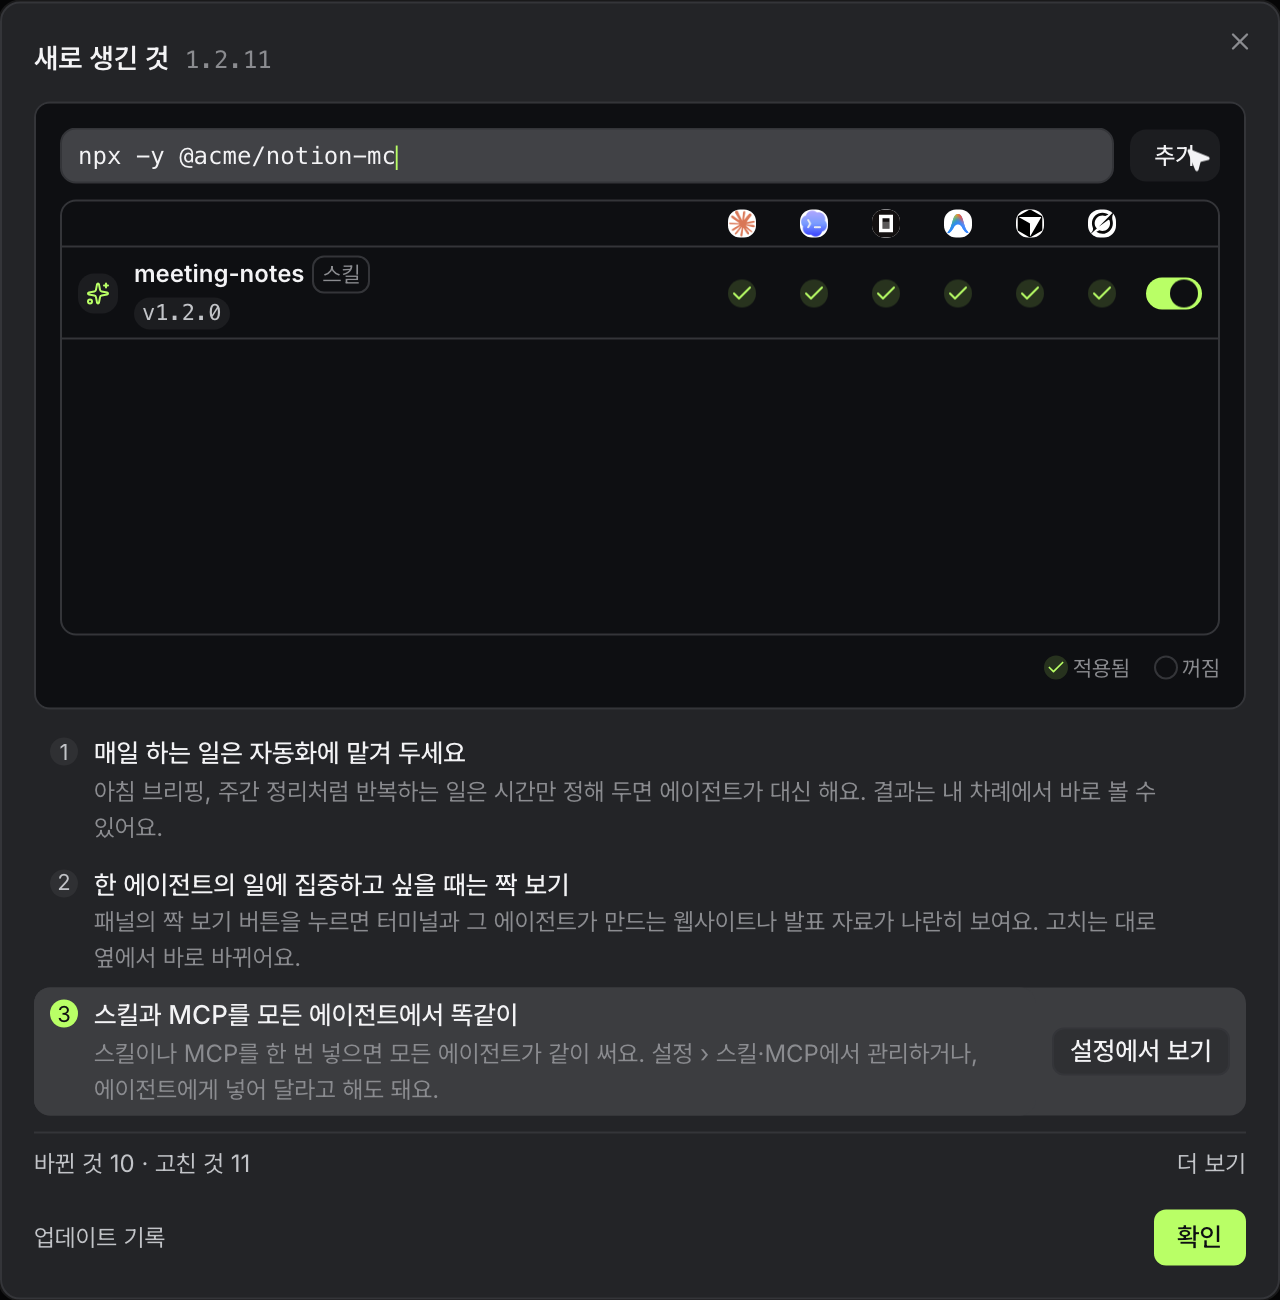 새로 생긴 것 1.2.11
npx -y @acme/notion-mc
추가
meeting-notes 스킬
v1.2.0
적용됨 꺼짐
1 매일 하는 일은 자동화에 맡겨 두세요
아침 브리핑, 주간 정리처럼 반복하는 일은 시간만 정해 두면 에이전트가 대신 해요. 결과는 내 차례에서 바로 볼 수
있어요.
2 한 에이전트의 일에 집중하고 싶을 때는 짝 보기
패널의 짝 보기 버튼을 누르면 터미널과 그 에이전트가 만드는 웹사이트나 발표 자료가 나란히 보여요. 고치는 대로
옆에서 바로 바뀌어요.
3 스킬과 MCP를 모든 에이전트에서 똑같이
스킬이나 MCP를 한 번 넣으면 모든 에이전트가 같이 써요. 설정 › 스킬·MCP에서 관리하거나,
에이전트에게 넣어 달라고 해도 돼요.
설정에서 보기
바뀐 것 10 · 고친 것 11
더 보기
업데이트 기록
확인